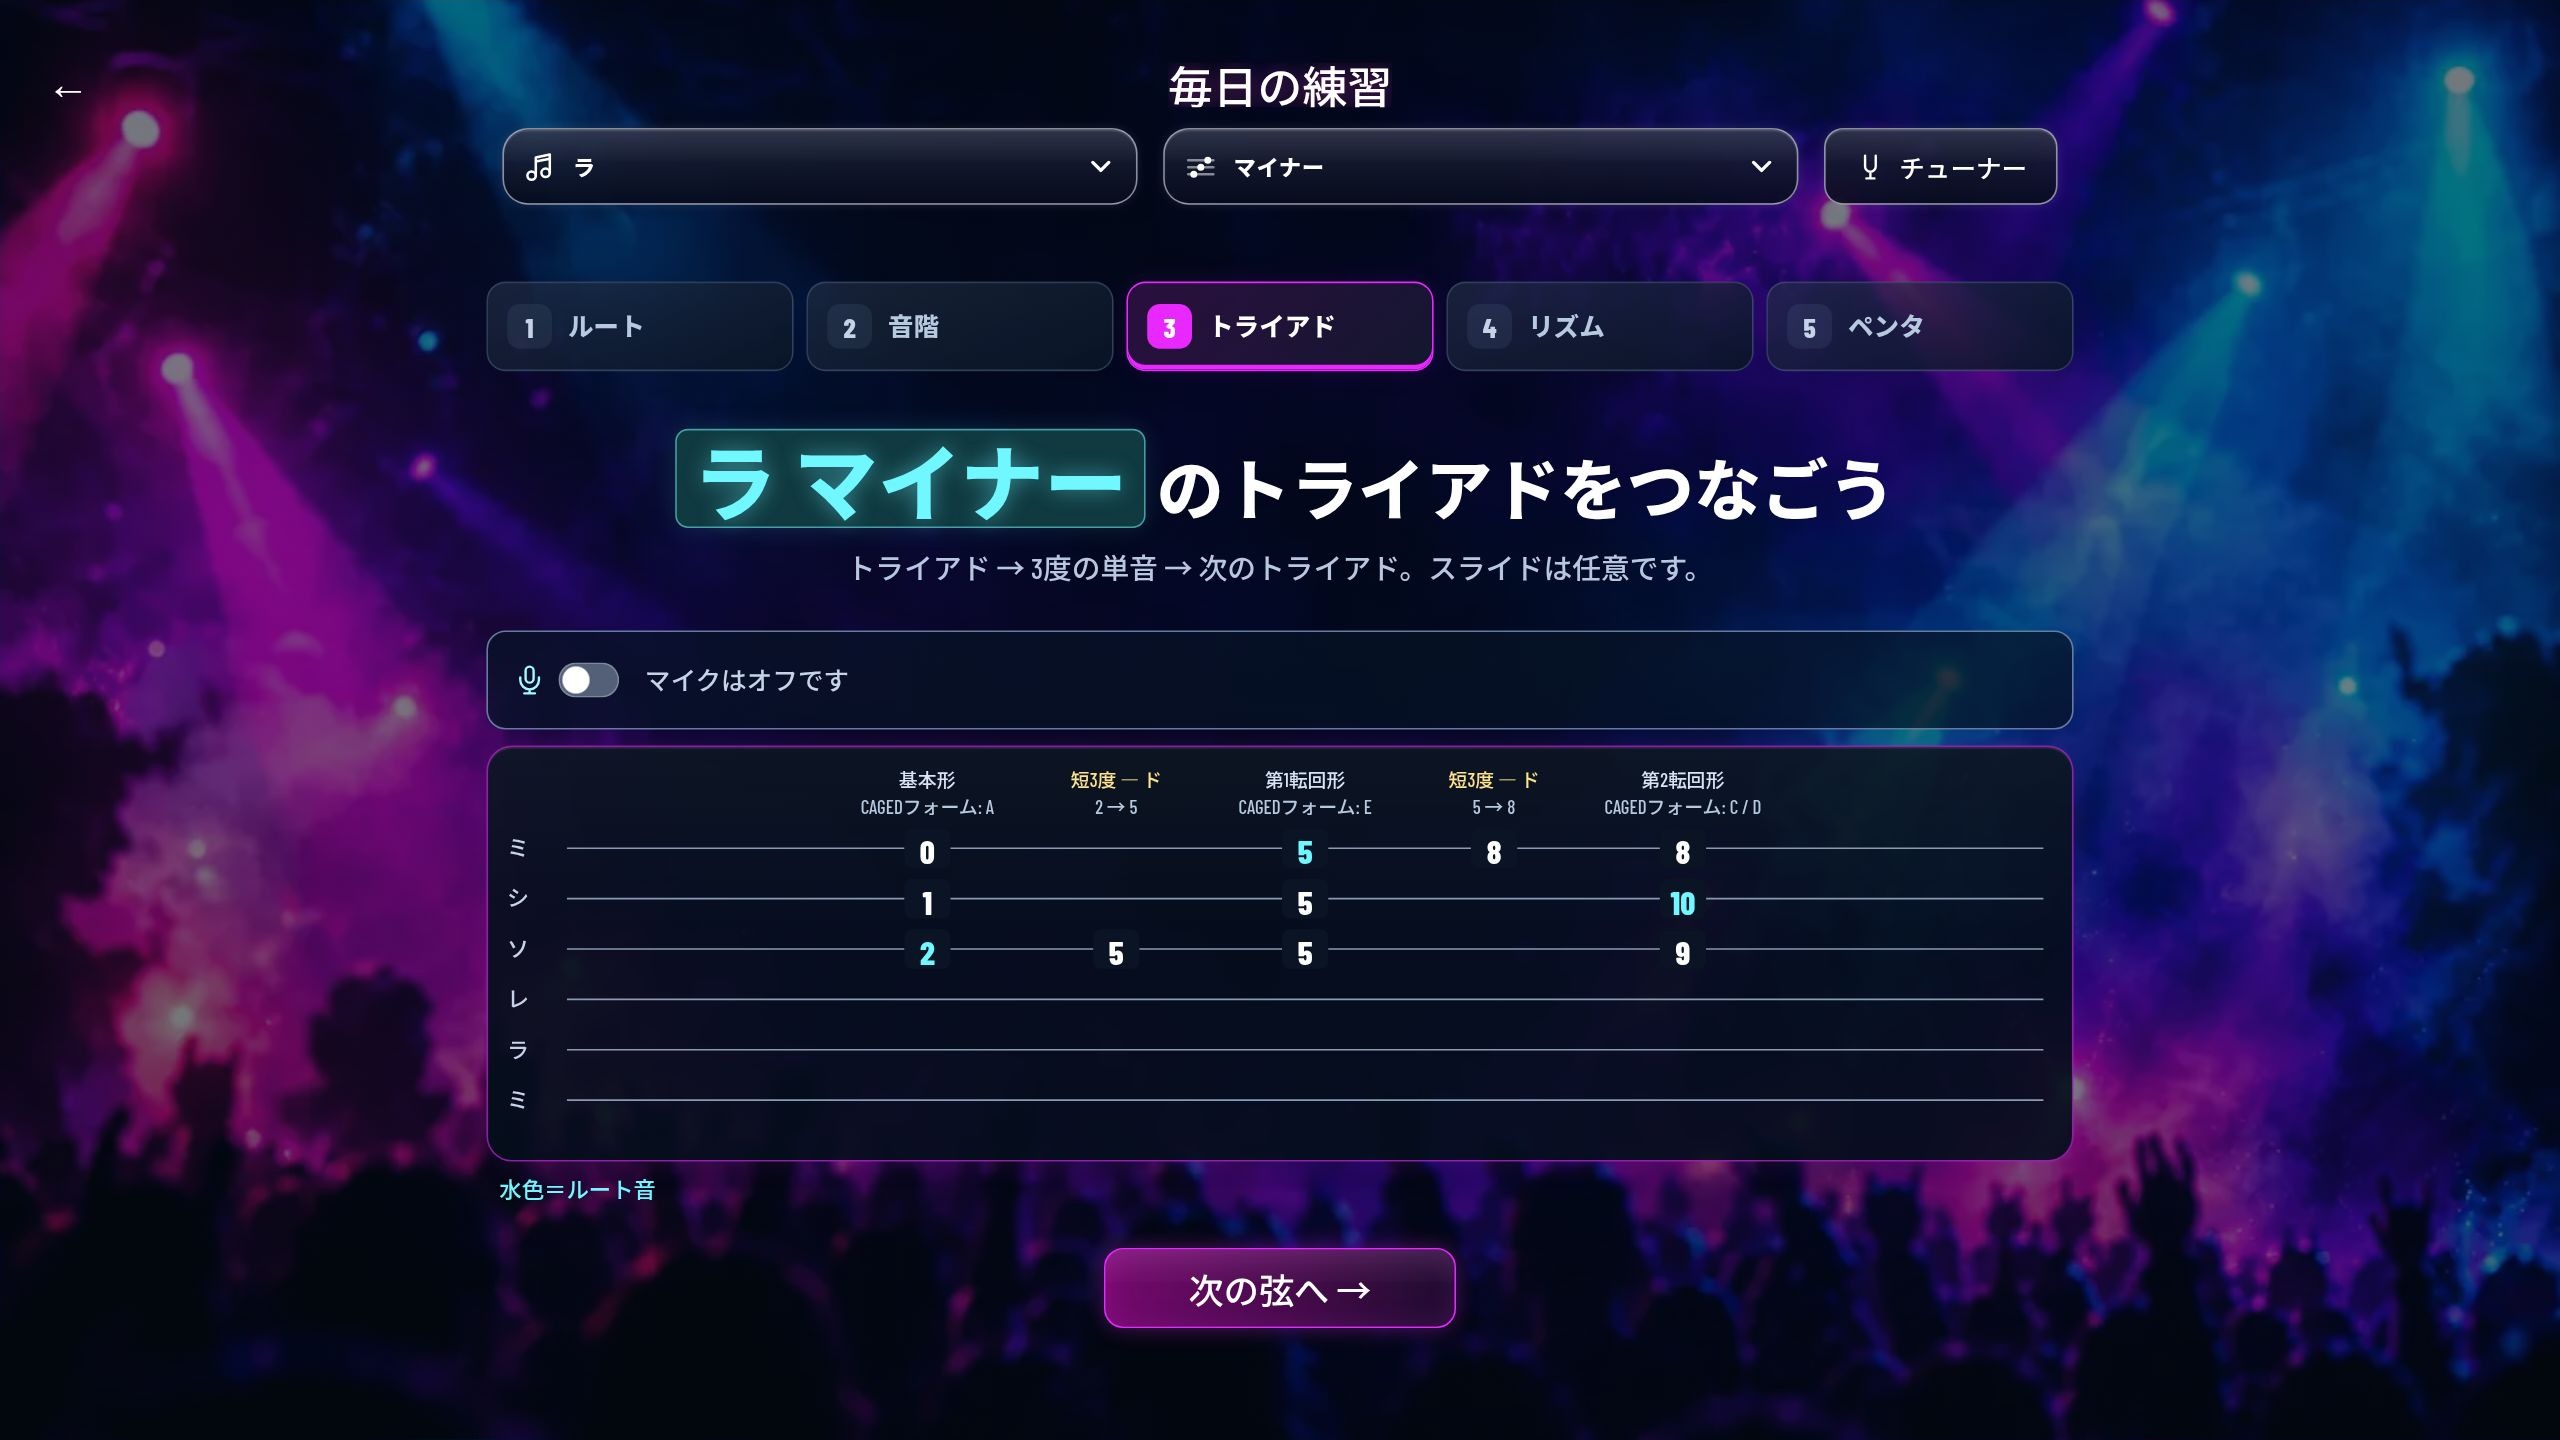 ←
毎日の練習
ラ
マイナー
チューナー
1 ルート
2 音階
3 トライアド
4 リズム
5 ペンタ
ラ マイナー のトライアドをつなごう
トライアド → 3度の単音 → 次のトライアド。スライドは任意です。
マイクはオフです
基本形 短3度 — ド 第1転回形 短3度 — ド 第2転回形
CAGEDフォーム: A 2 → 5 CAGEDフォーム: E 5 → 8 CAGEDフォーム: C / D
ミ 0 5 8 8
シ 1 5 10
ソ 2 5 5 9
レ
ラ
ミ
水色＝ルート音
次の弦へ →